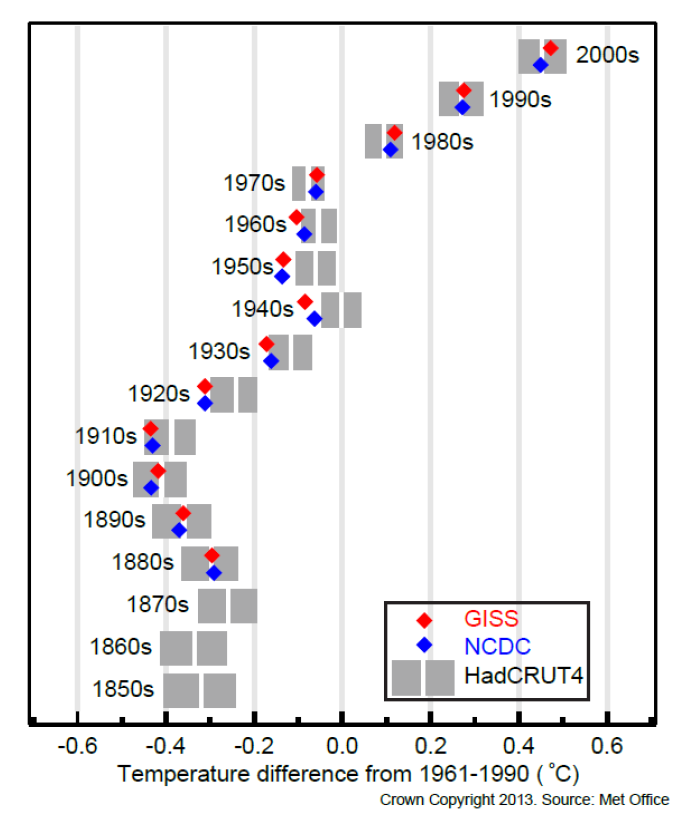 2000s
1990s
1980s
1970s
1960s
1950s
1940s
1930s
1920s
1910s
1900s
1890s
1880s
1870s
1860s
1850s
GISS
NCDC
HadCRUT4
-0.6 -0.4 -0.2 0.0 0.2 0.4 0.6
Temperature difference from 1961-1990 ( °C)
Crown Copyright 2013. Source: Met Office